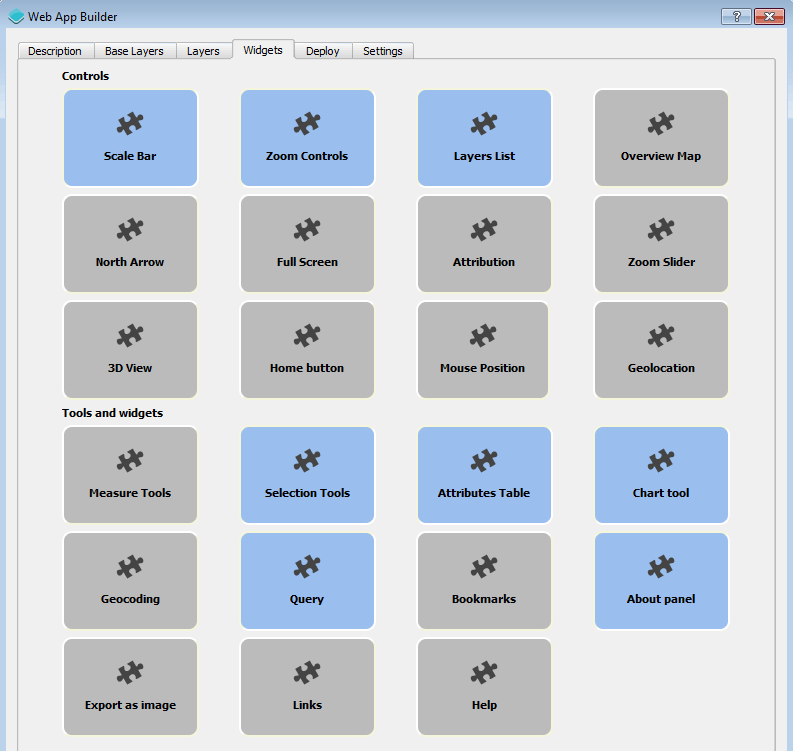 Web App Builder
?
Description Base Layers Layers Widgets Deploy Settings
Controls
Scale Bar Zoom Controls Layers List Overview Map
North Arrow Full Screen Attribution Zoom Slider
3D View Home button Mouse Position Geolocation
Tools and widgets
Measure Tools Selection Tools Attributes Table Chart tool
Geocoding Query Bookmarks About panel
Export as image Links Help